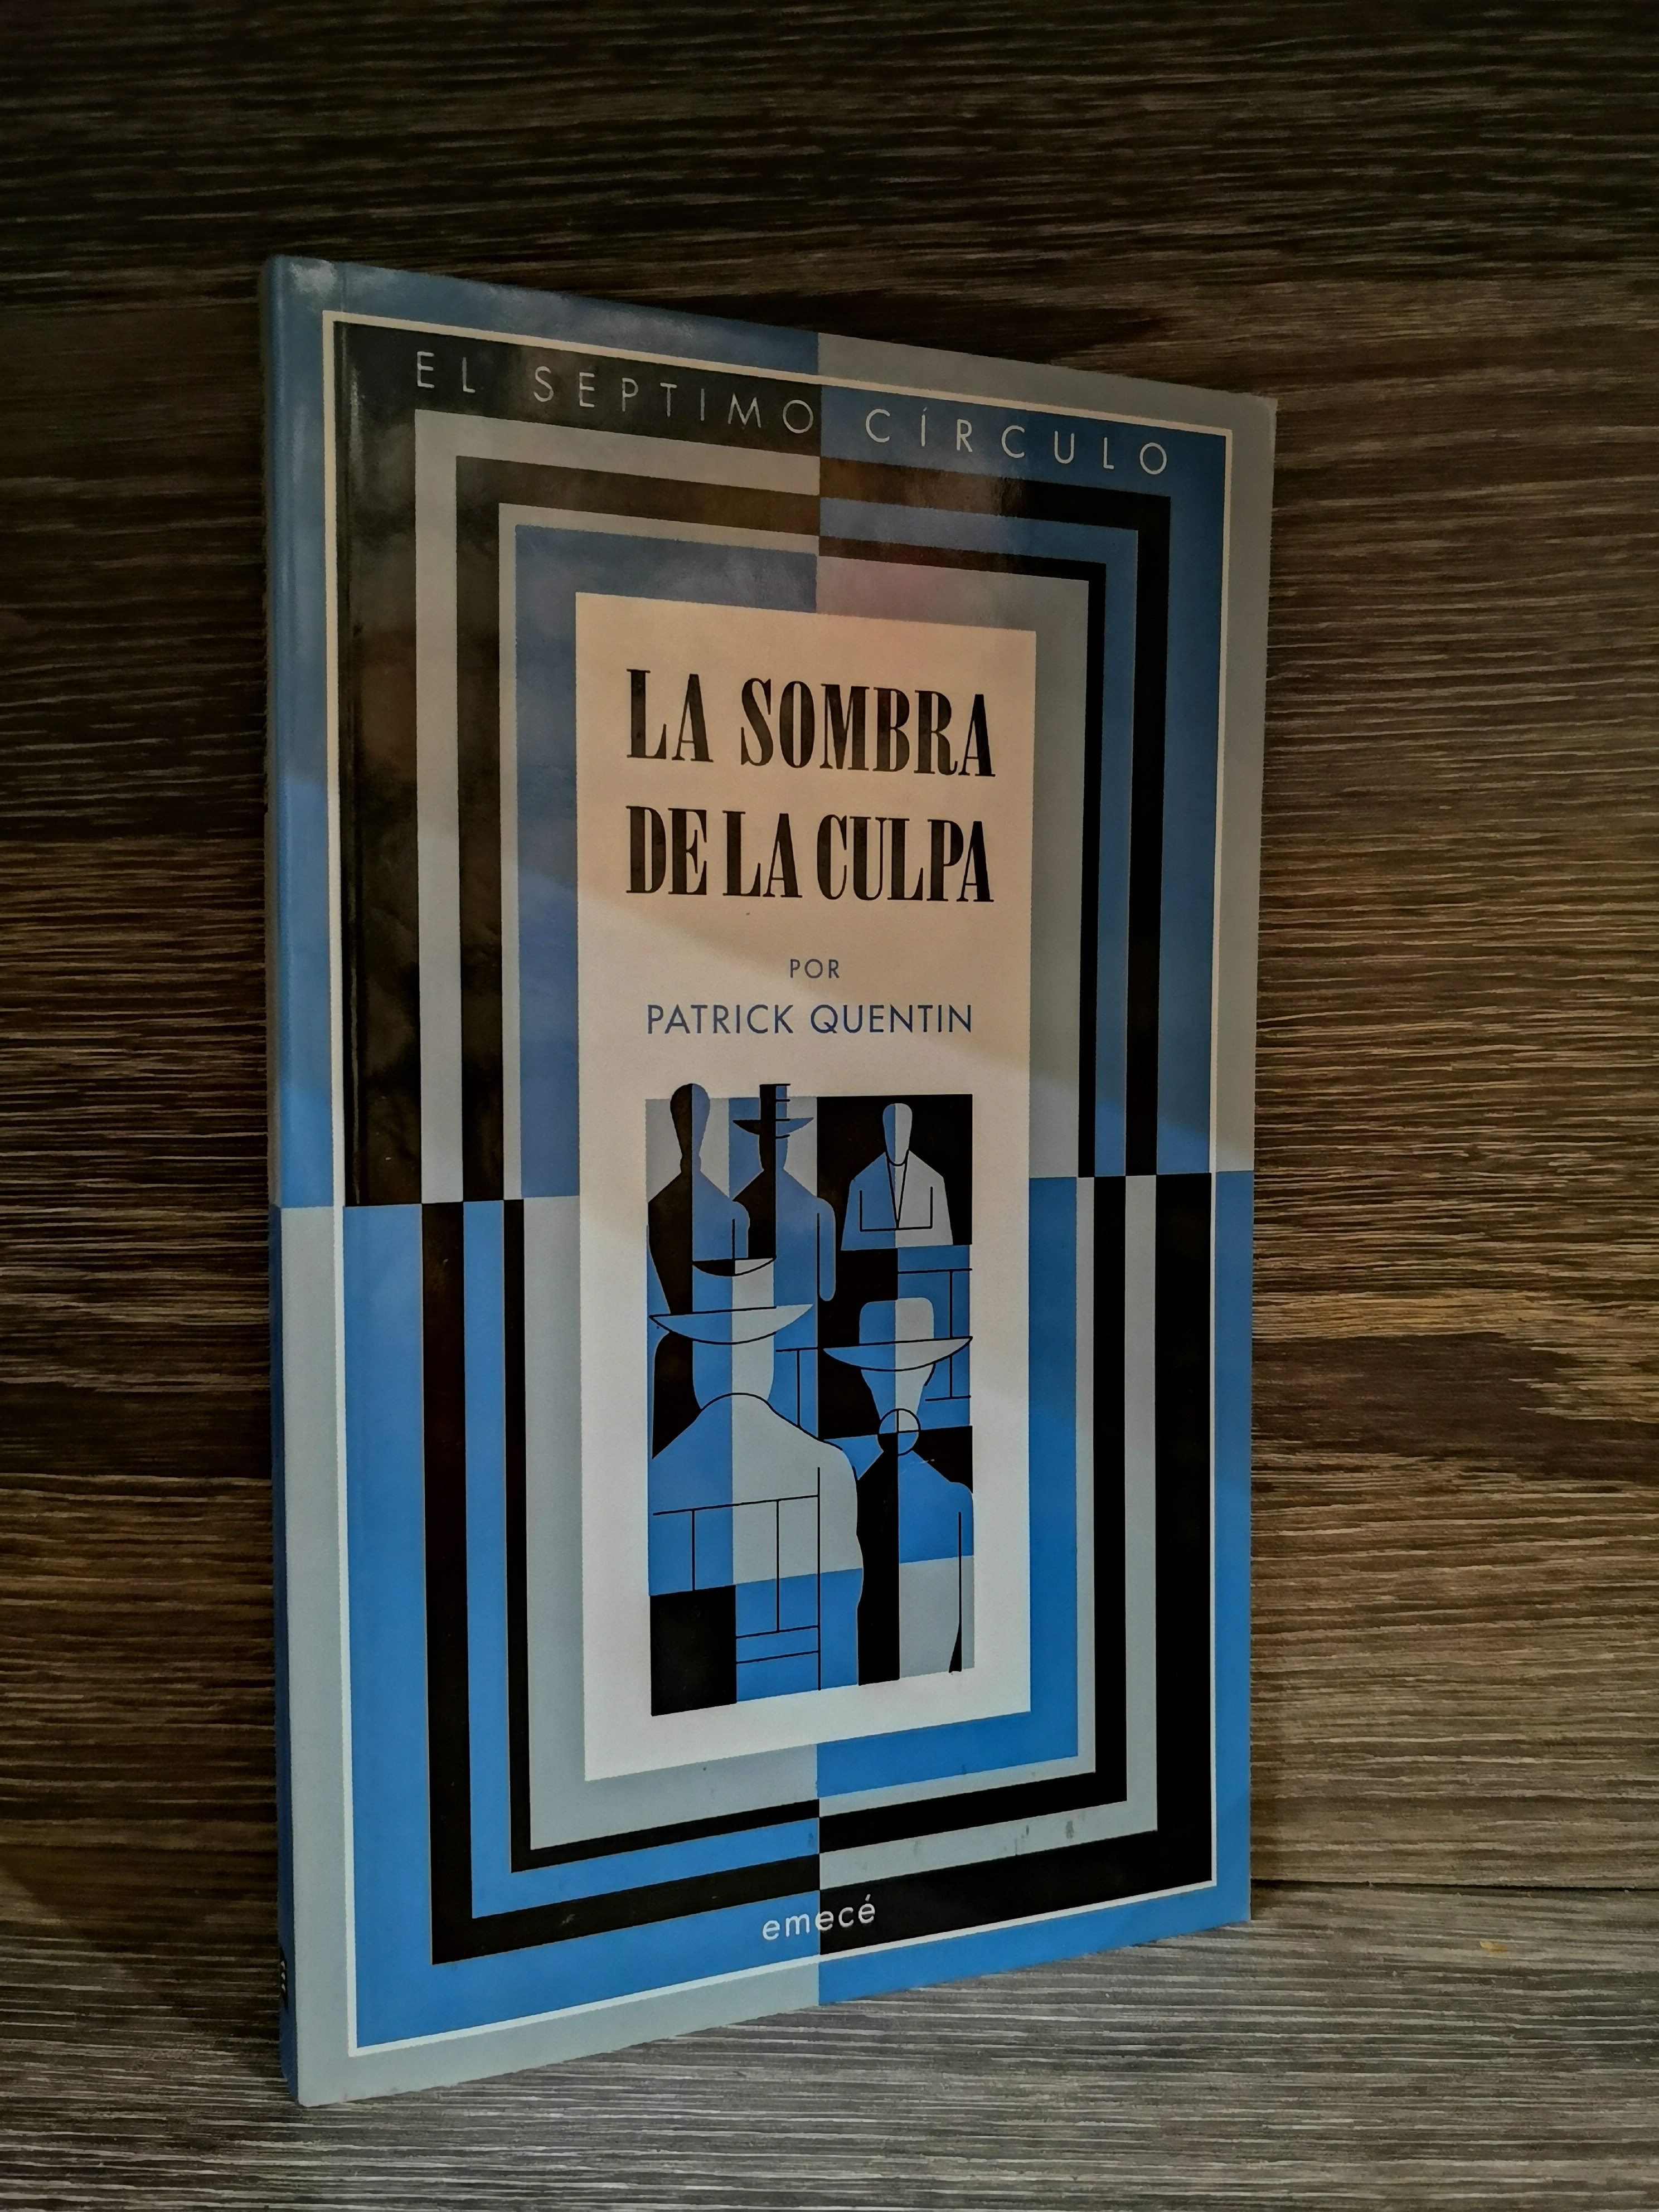 EL SEPTIMO CÍRCULO
LA SOMBRA
DE LA CULPA
POR
PATRICK QUENTIN
emecé